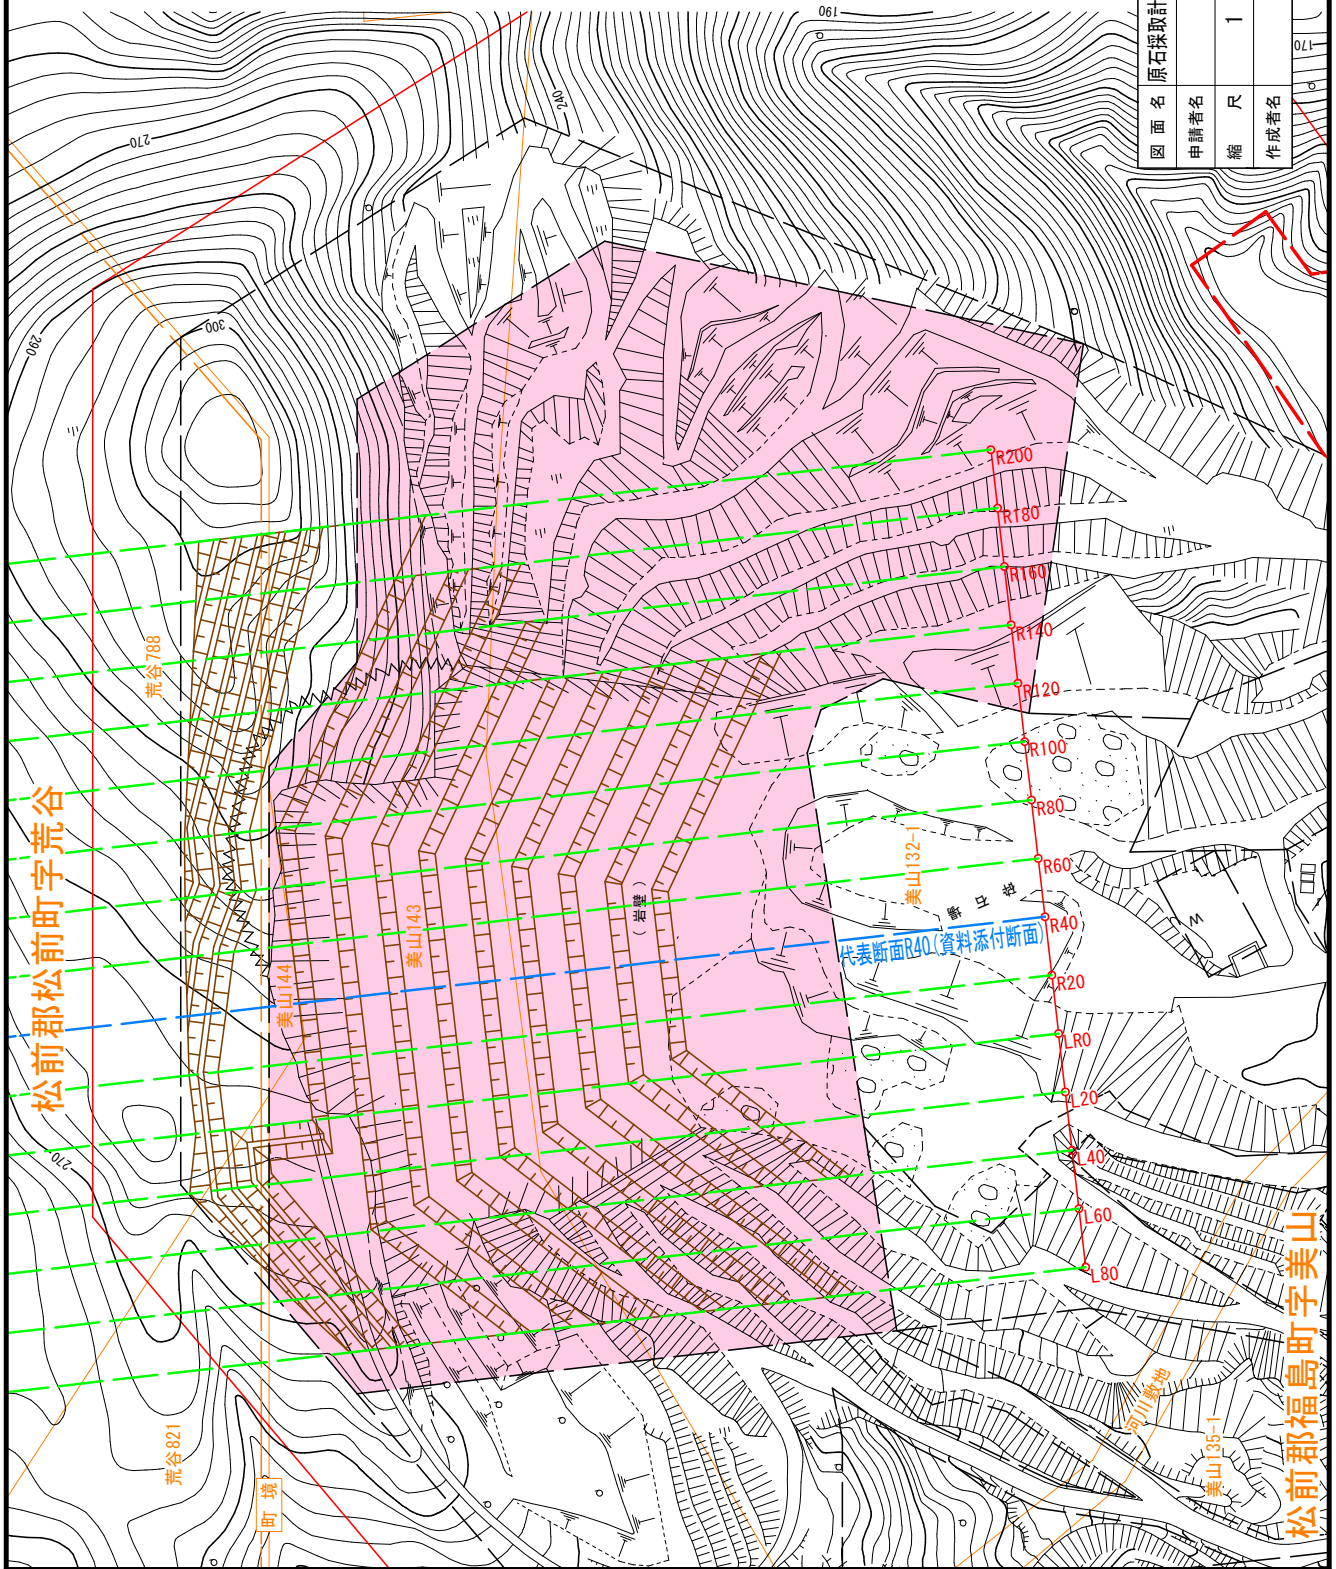 図面名 原石採取計
申請者名
縮尺 1
作成者名
190
170
240
270
290
300
270
荒谷788
松前郡松前町字荒谷
美山144
美山143
(岩壁)
美山132-1
砕石場
代表断面R40(資料添付断面)
R200
R180
R160
R140
R120
R100
R80
R60
R40
R20
LR0
L20
L40
L60
L80
W
荒谷821
町境
河川敷地
美山135-1
松前郡福島町字美山